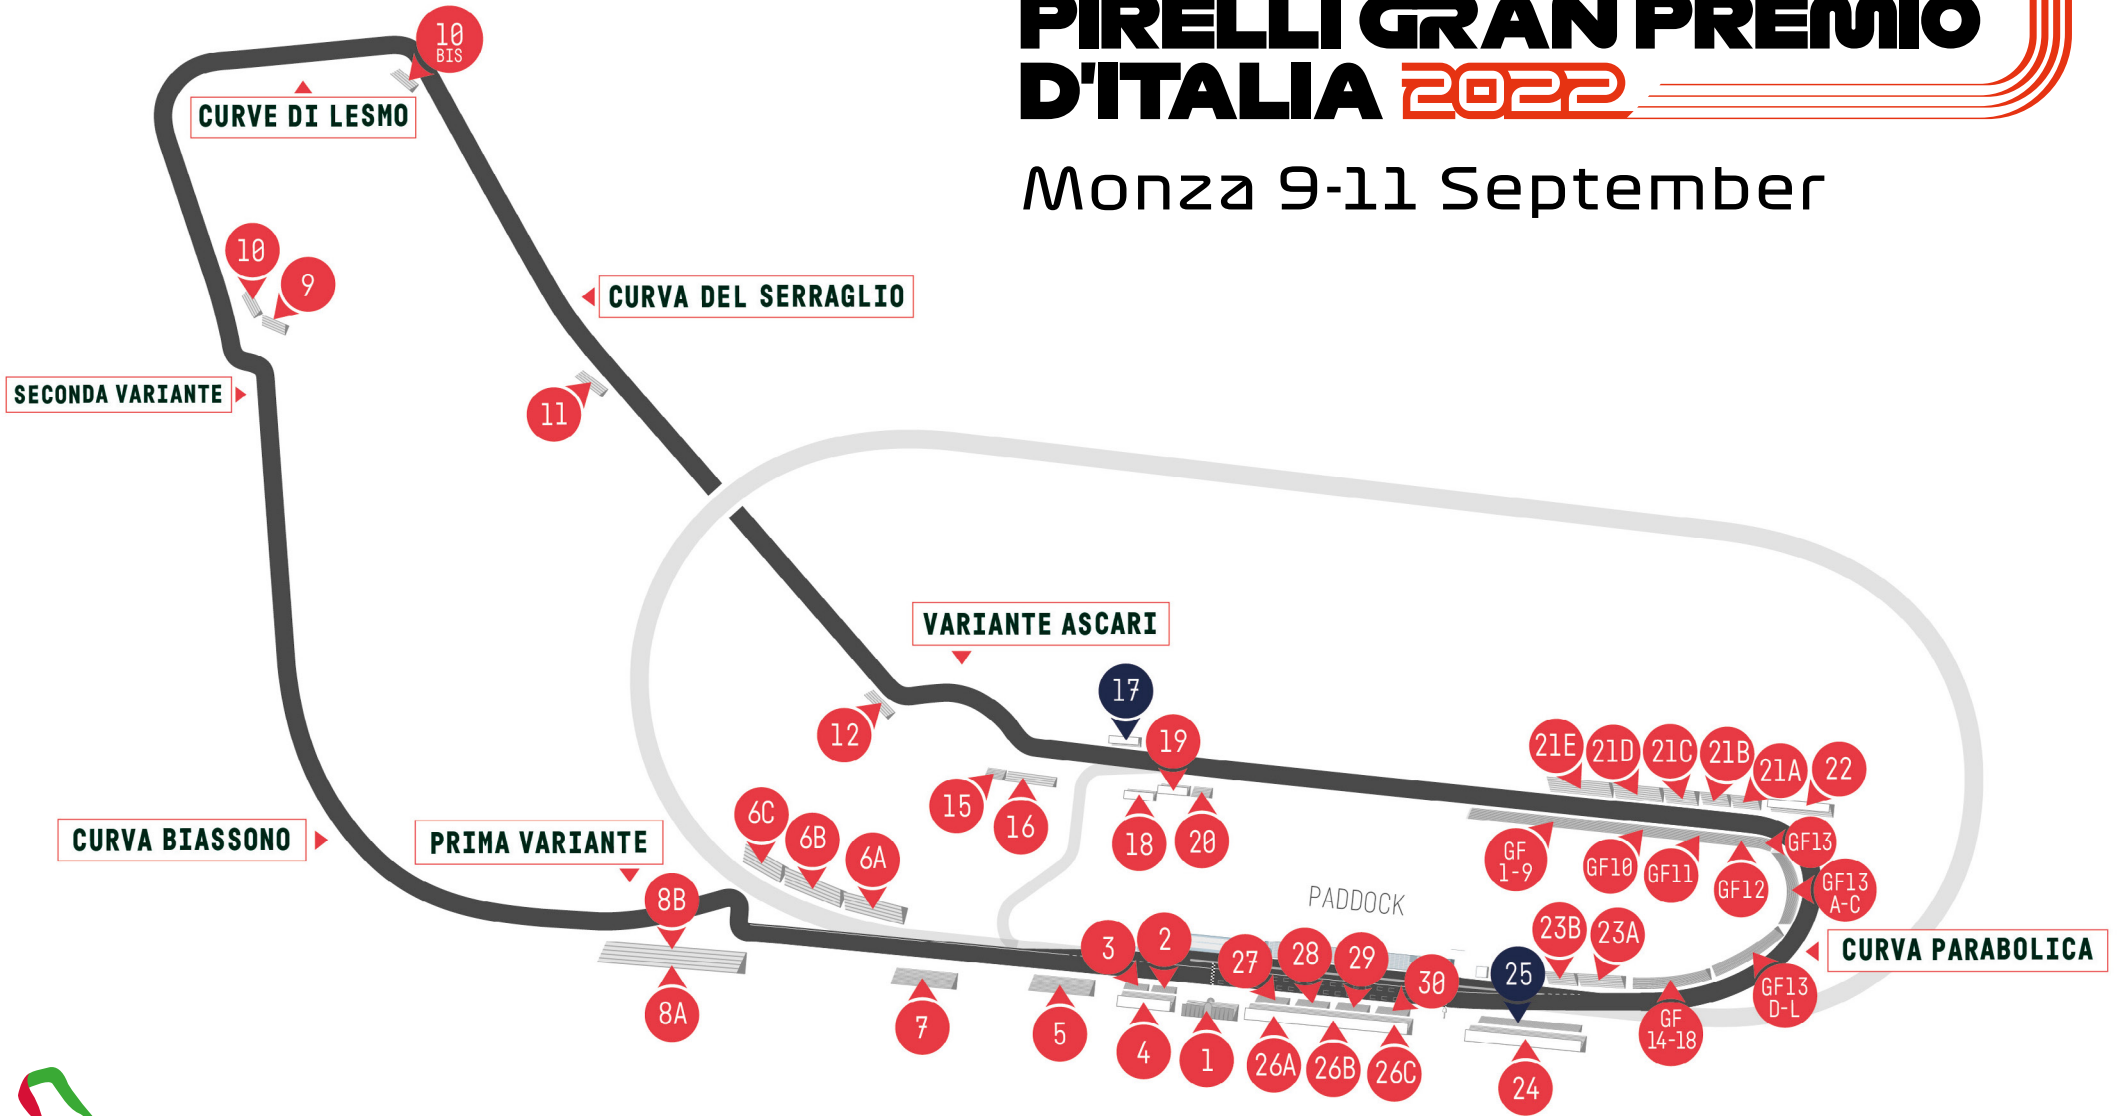 PIRELLI GRAN PREMIO
D'ITALIA 2022
Monza 9-11 September
10
BIS
CURVE DI LESMO
10
9
CURVA DEL SERRAGLIO
SECONDA VARIANTE
11
VARIANTE ASCARI
17
12
19
21E
21D
21C
21B
21A
22
15
16
18
20
6C
6B
6A
CURVA BIASSONO
PRIMA VARIANTE
8B
GF
1-9
GF10
GF11
GF12
GF13
GF13
A-C
PADDOCK
3
2
27
28
29
30
25
23B
23A
CURVA PARABOLICA
GF13
D-L
GF
14-18
8A
7
5
4
1
26A
26B
26C
24